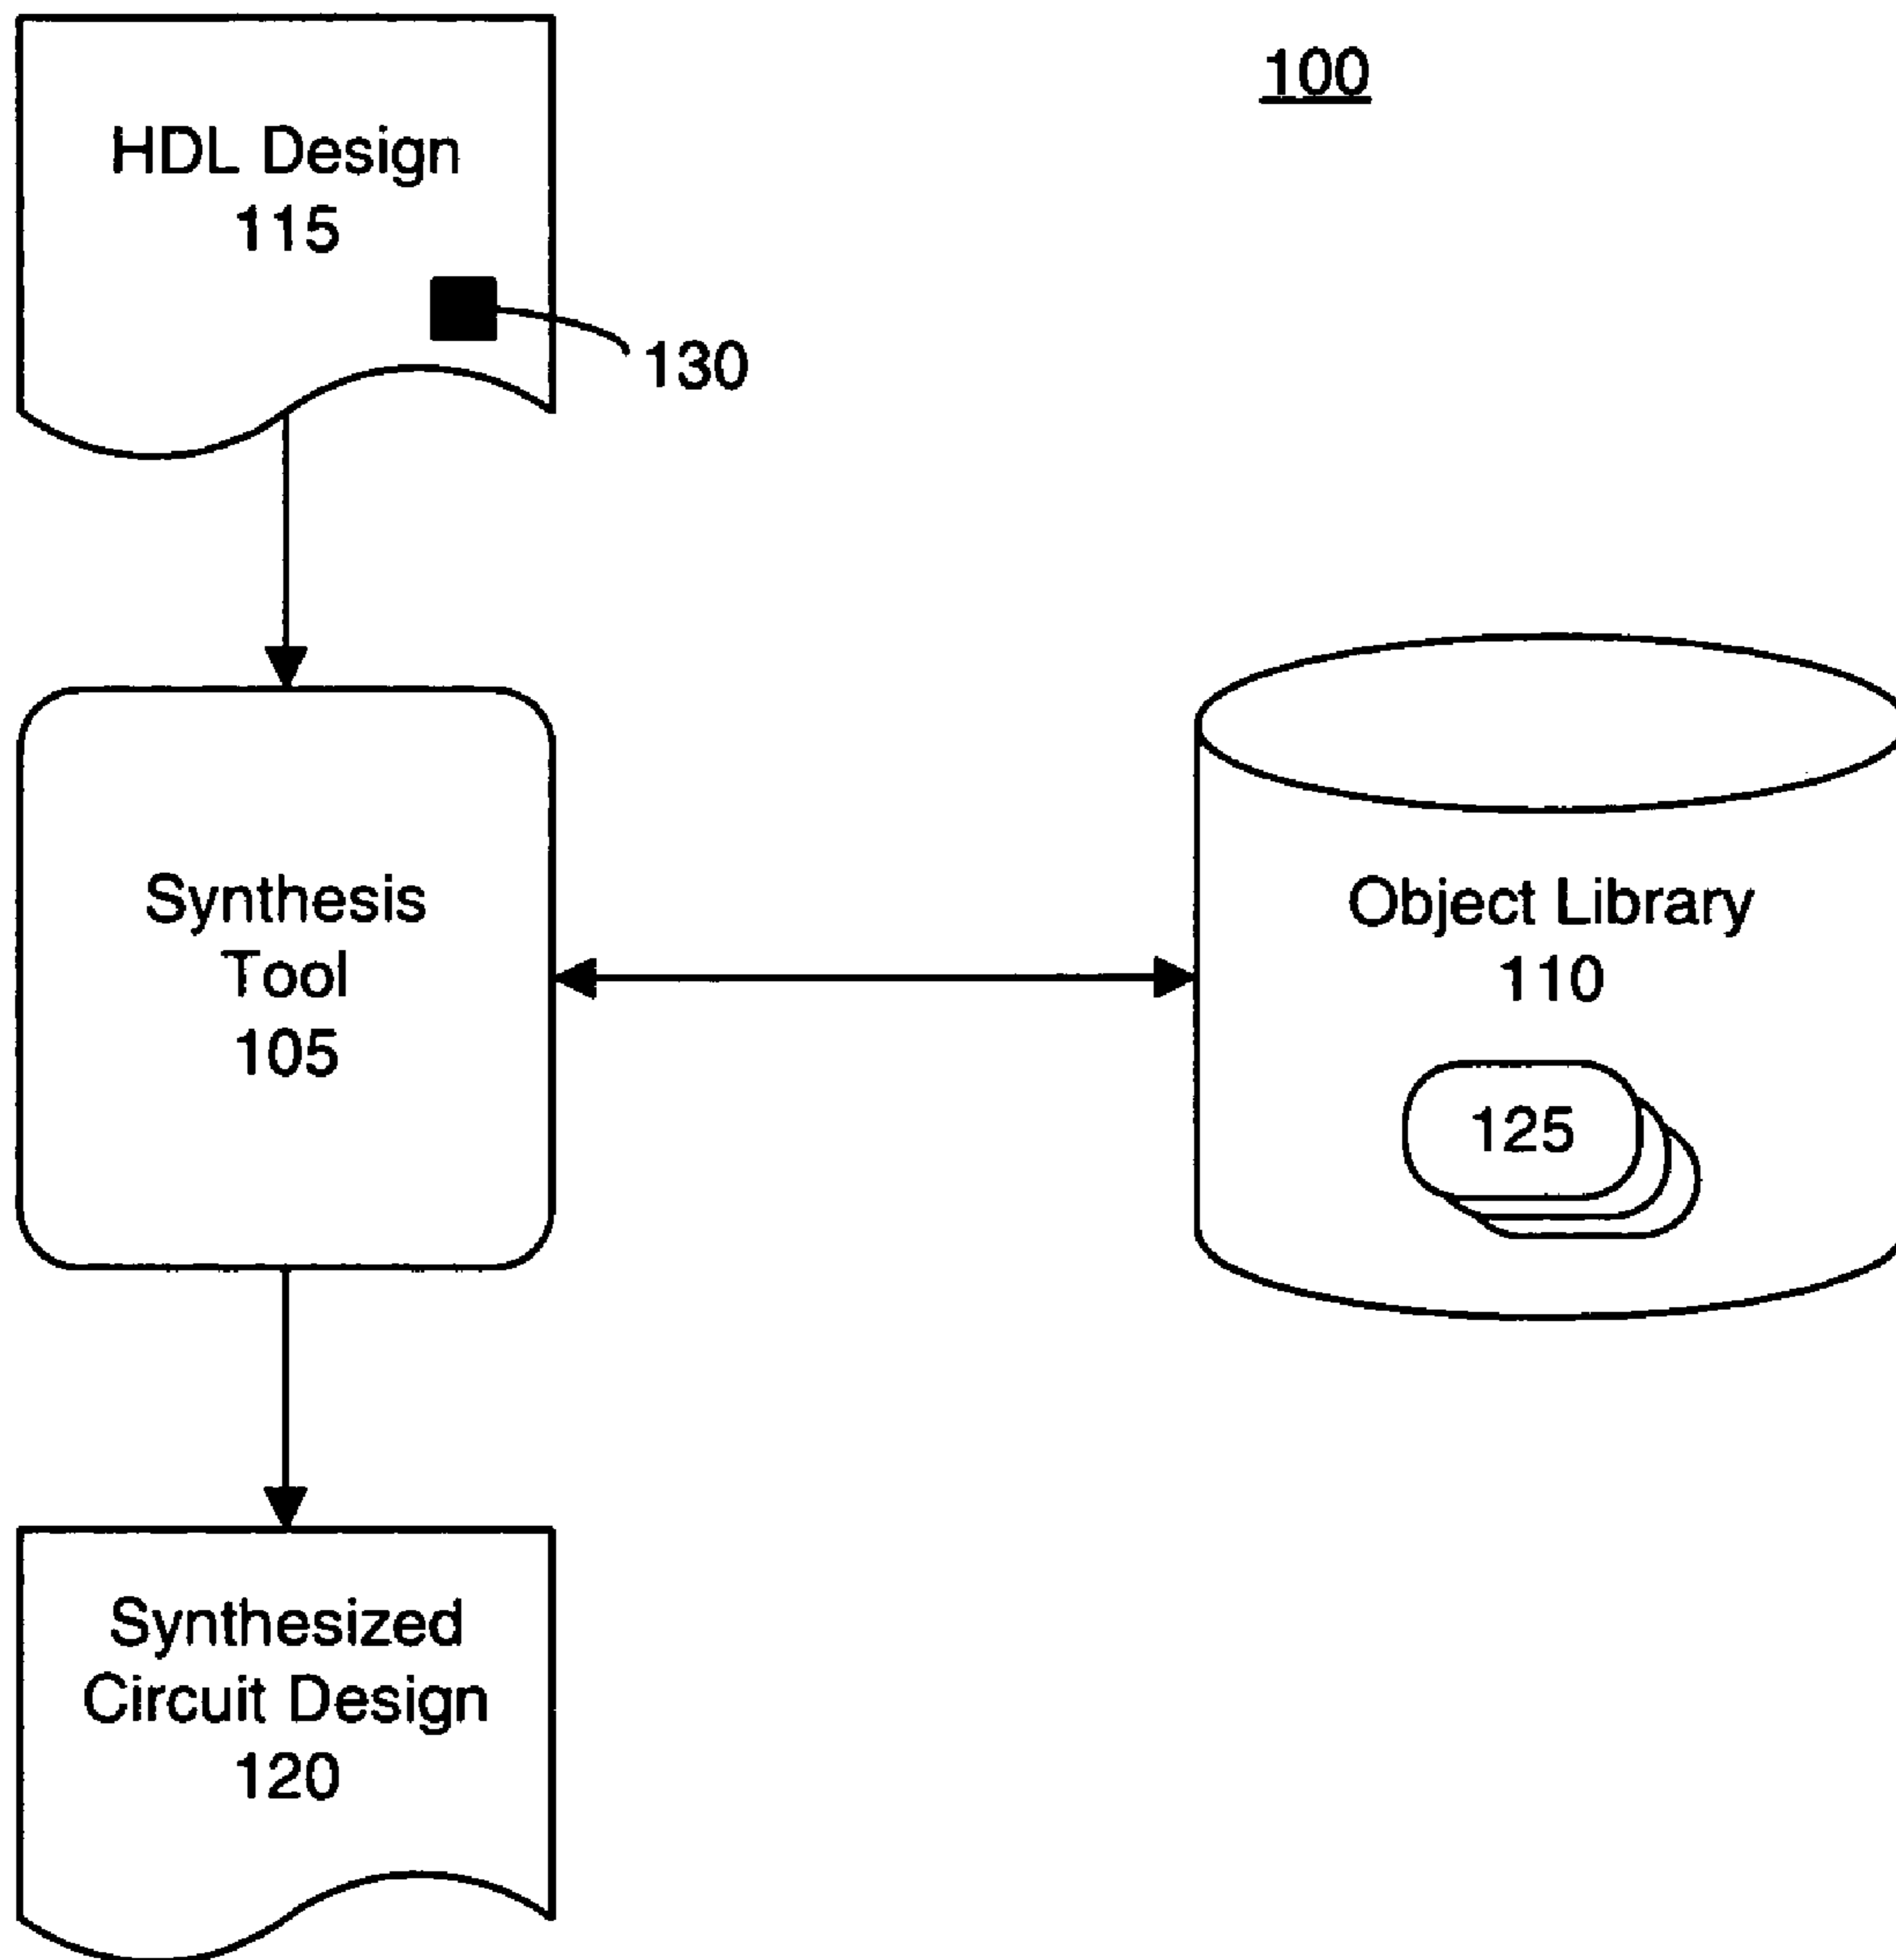 100
HDL Design
115
130
Synthesis
Tool
105
Object Library
110
125
Synthesized
Circuit Design
120